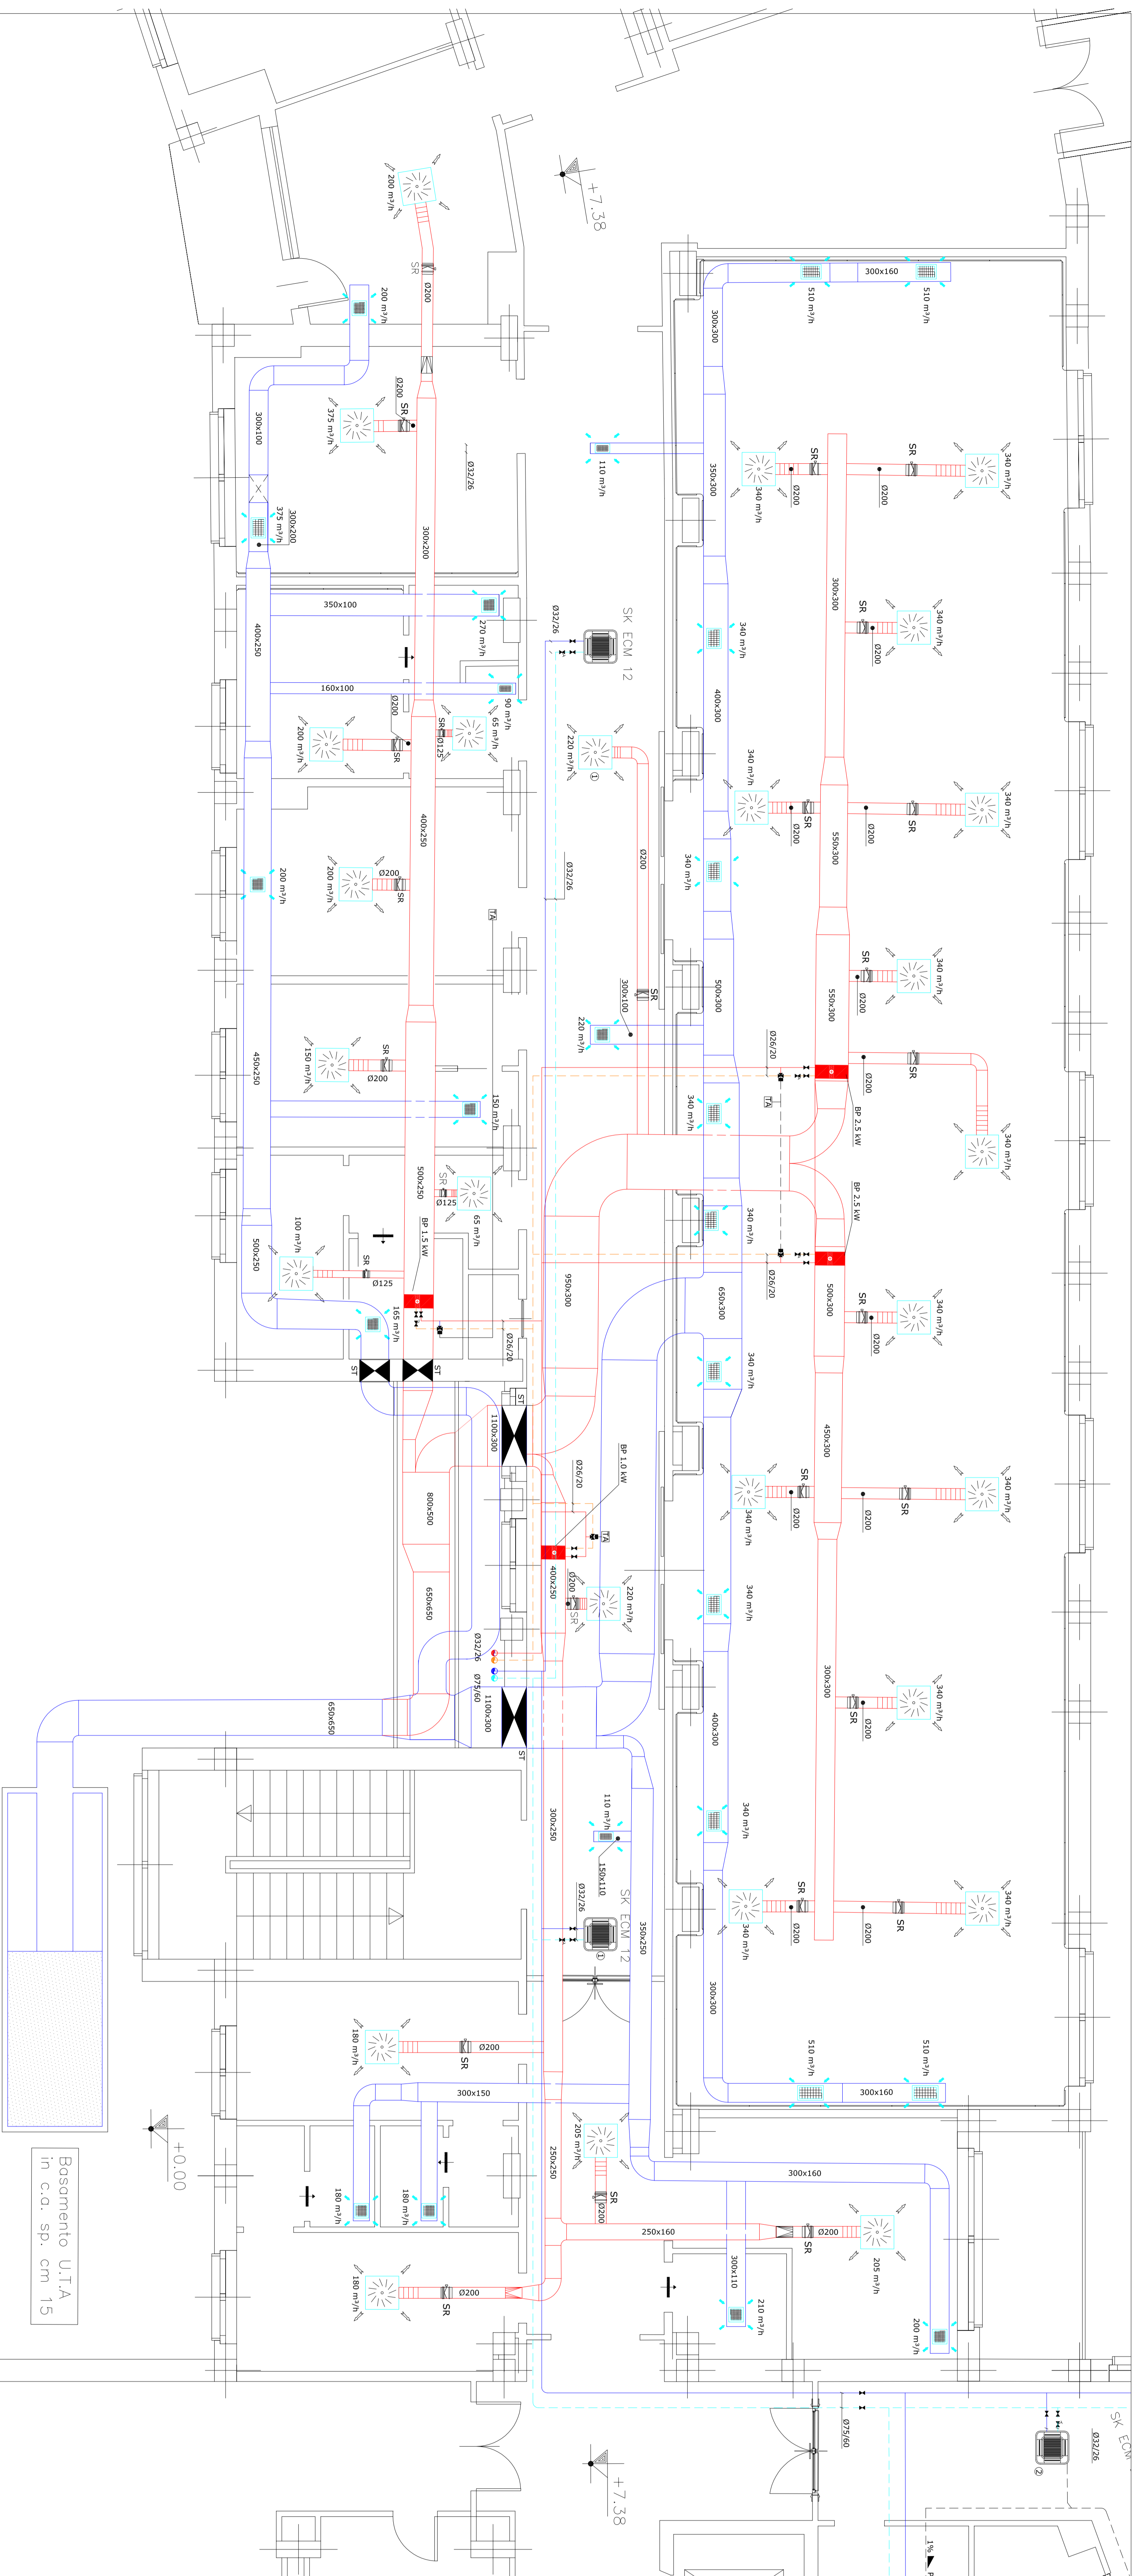 +7.38
200 m³/h
SR
Ø200
200 m³/h
300x160
510 m³/h
510 m³/h
300x300
Ø200
SR
375 m³/h
300x100
Ø32/26
110 m³/h
350x300
SR
340 m³/h
Ø200
SR
Ø200
340 m³/h
375 m³/h
300x200
300x200
350x100
270 m³/h
Ø32/26
SK ECM 12
340 m³/h
300x300
SR
Ø200
340 m³/h
400x250
160x100
90 m³/h
Ø200
SR
200 m³/h
SR
Ø125
65 m³/h
220 m³/h
1
400x300
340 m³/h
SR
Ø200
Ø200
SR
340 m³/h
400x250
Ø200
SR
200 m³/h
200 m³/h
Ø32/26
Ø200
340 m³/h
550x300
TA
SR
300x100
220 m³/h
500x300
550x300
SR
Ø200
340 m³/h
450x250
SR
Ø200
150 m³/h
150 m³/h
Ø26/20
TA
340 m³/h
BP 2.5 kW
Ø200
SR
340 m³/h
500x250
SR
Ø125
65 m³/h
BP 1.5 kW
340 m³/h
BP 2.5 kW
500x250
100 m³/h
SR
Ø125
165 m³/h
Ø26/20
950x300
650x300
Ø26/20
500x300
SR
Ø200
340 m³/h
ST
ST
ST
1100x300
340 m³/h
450x300
BP 1.0 kW
Ø26/20
TA
800x500
340 m³/h
Ø200
SR
Ø200
SR
340 m³/h
650x650
400x250
Ø200
SR
220 m³/h
340 m³/h
Ø32/26
Ø75/60
1100x300
ST
650x650
400x300
300x300
SR
Ø200
340 m³/h
300x250
110 m³/h
150x110
340 m³/h
Ø32/26
SK ECM 12
1
350x250
340 m³/h
SR
Ø200
Ø200
SR
340 m³/h
300x300
180 m³/h
SR
Ø200
300x150
510 m³/h
300x160
510 m³/h
+0.00
205 m³/h
SR
Ø200
250x250
300x160
180 m³/h
180 m³/h
250x160
SR
Ø200
205 m³/h
300x110
210 m³/h
200 m³/h
180 m³/h
SR
Ø200
Basamento U.T.A
in c.a. sp. cm 15
Ø75/60
SK ECM
Ø32/26
2
+7.38
1%